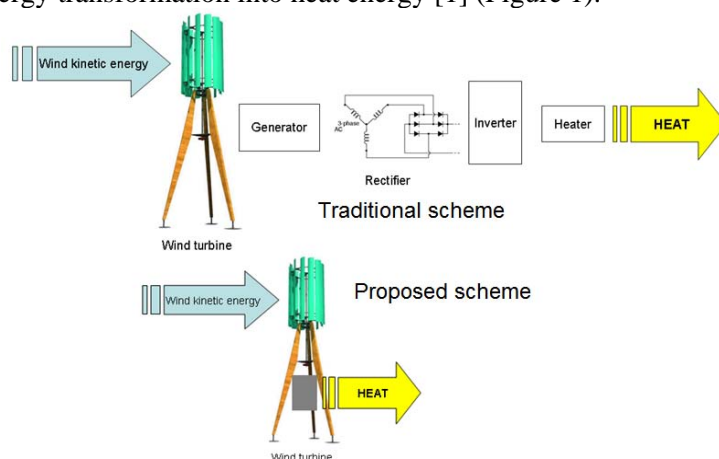 ergy transformation into heat energy [1] (Figure 1).
Wind kinetic energy
Generator
3-phase
AC
Rectifier
Inverter
Heater
HEAT
Traditional scheme
Wind turbine
Wind kinetic energy
Proposed scheme
HEAT
Wind turbine